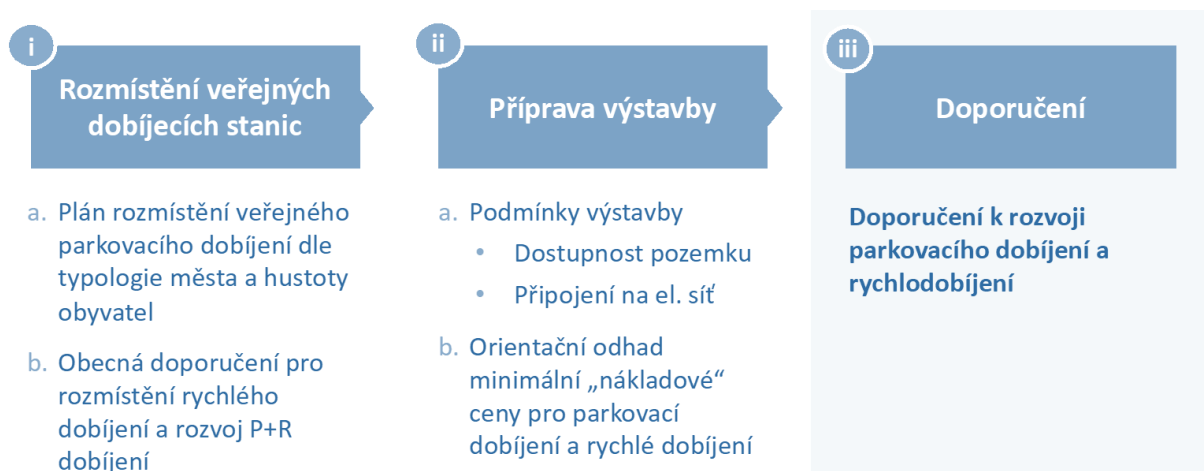 i
Rozmístění veřejných
dobíjecích stanic
a. Plán rozmístění veřejného
parkovacího dobíjení dle
typologie města a hustoty
obyvatel
b. Obecná doporučení pro
rozmístění rychlého
dobíjení a rozvoj P+R
dobíjení
ii
Příprava výstavby
a. Podmínky výstavby
• Dostupnost pozemku
• Připojení na el. síť
b. Orientační odhad
minimální „nákladové“
ceny pro parkovací
dobíjení a rychlé dobíjení
iii
Doporučení
Doporučení k rozvoji
parkovacího dobíjení a
rychlodobíjení